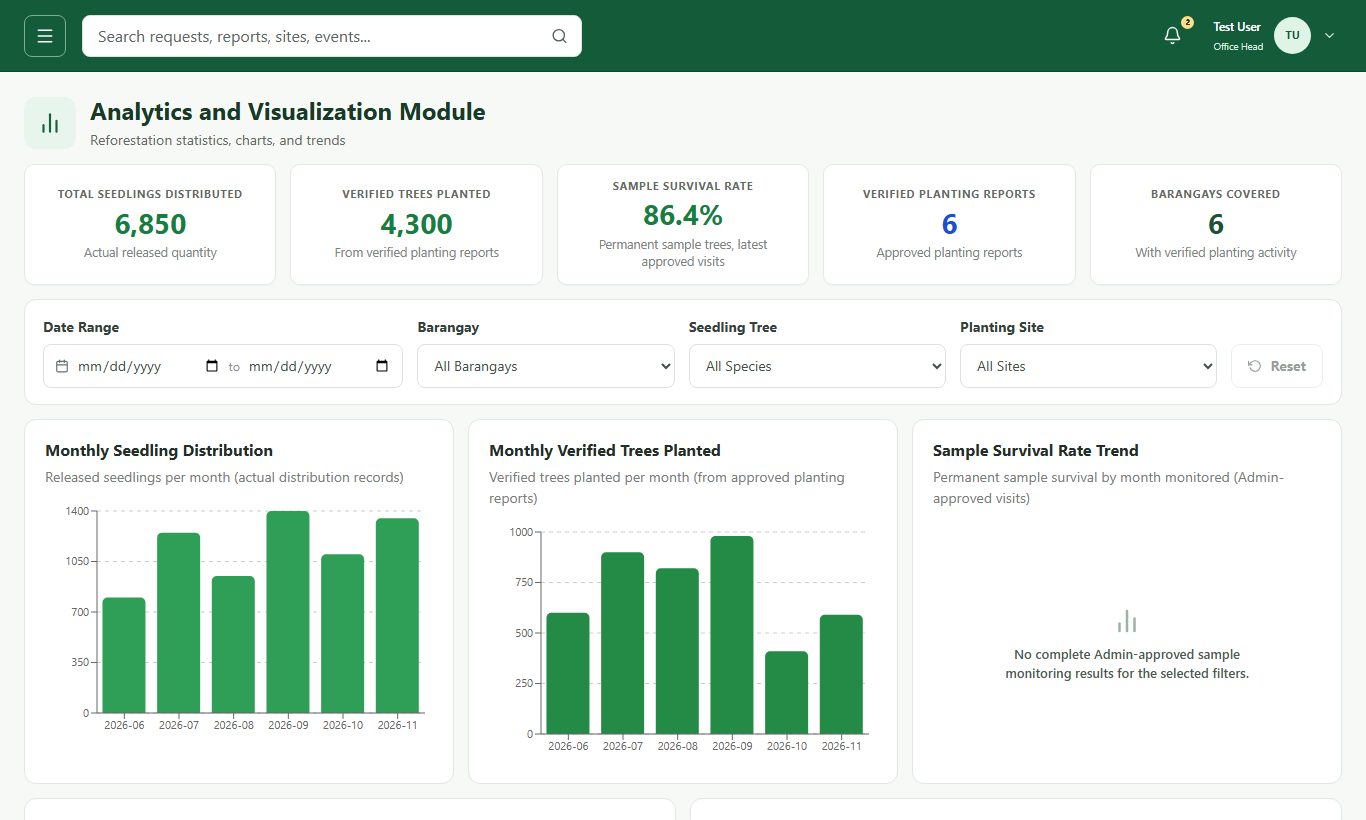 Search requests, reports, sites, events...
2
Test User
Office Head
TU
Analytics and Visualization Module
Reforestation statistics, charts, and trends
TOTAL SEEDLINGS DISTRIBUTED
6,850
Actual released quantity
VERIFIED TREES PLANTED
4,300
From verified planting reports
SAMPLE SURVIVAL RATE
86.4%
Permanent sample trees, latest
approved visits
VERIFIED PLANTING REPORTS
6
Approved planting reports
BARANGAYS COVERED
6
With verified planting activity
Date Range
mm/dd/yyyy to mm/dd/yyyy
Barangay
All Barangays
Seedling Tree
All Species
Planting Site
All Sites
Reset
Monthly Seedling Distribution
Released seedlings per month (actual distribution records)
1400
1050
700
350
0
2026-06 2026-07 2026-08 2026-09 2026-10 2026-11
Monthly Verified Trees Planted
Verified trees planted per month (from approved planting
reports)
1000
750
500
250
0
2026-06 2026-07 2026-08 2026-09 2026-10 2026-11
Sample Survival Rate Trend
Permanent sample survival by month monitored (Admin-
approved visits)
No complete Admin-approved sample
monitoring results for the selected filters.